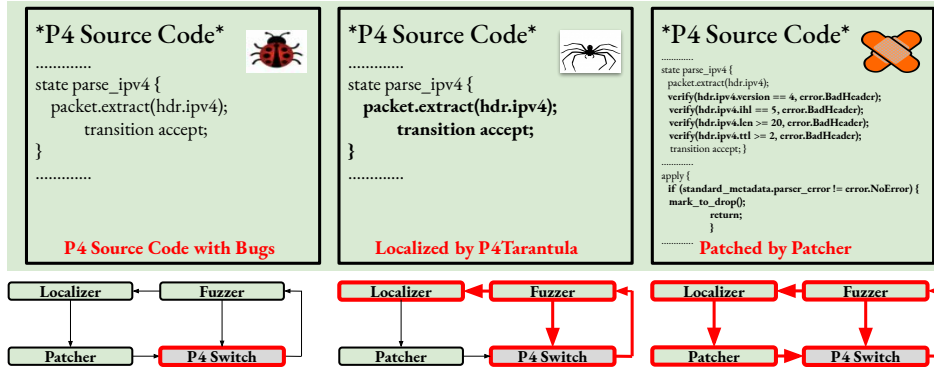 *P4 Source Code*
.............
state parse_ipv4 {
packet.extract(hdr.ipv4);
transition accept;
}
.............
P4 Source Code with Bugs
*P4 Source Code*
.............
state parse_ipv4 {
packet.extract(hdr.ipv4);
transition accept;
}
.............
Localized by P4Tarantula
*P4 Source Code*
.............
state parse_ipv4 {
packet.extract(hdr.ipv4);
verify(hdr.ipv4.version == 4, error.BadHeader);
verify(hdr.ipv4.ihl == 5, error.BadHeader);
verify(hdr.ipv4.len >= 20, error.BadHeader);
verify(hdr.ipv4.ttl >= 2, error.BadHeader);
transition accept; }
.............
apply {
if (standard_metadata.parser_error != error.NoError) {
mark_to_drop();
return;
}
.............
Patched by Patcher
Localizer
Fuzzer
Patcher
P4 Switch
Localizer
Fuzzer
Patcher
P4 Switch
Localizer
Fuzzer
Patcher
P4 Switch